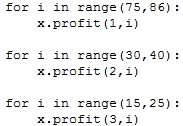 for i in range(75,86):
    x.profit(1,i)

for i in range(30,40):
    x.profit(2,i)

for i in range(15,25):
    x.profit(3,i)